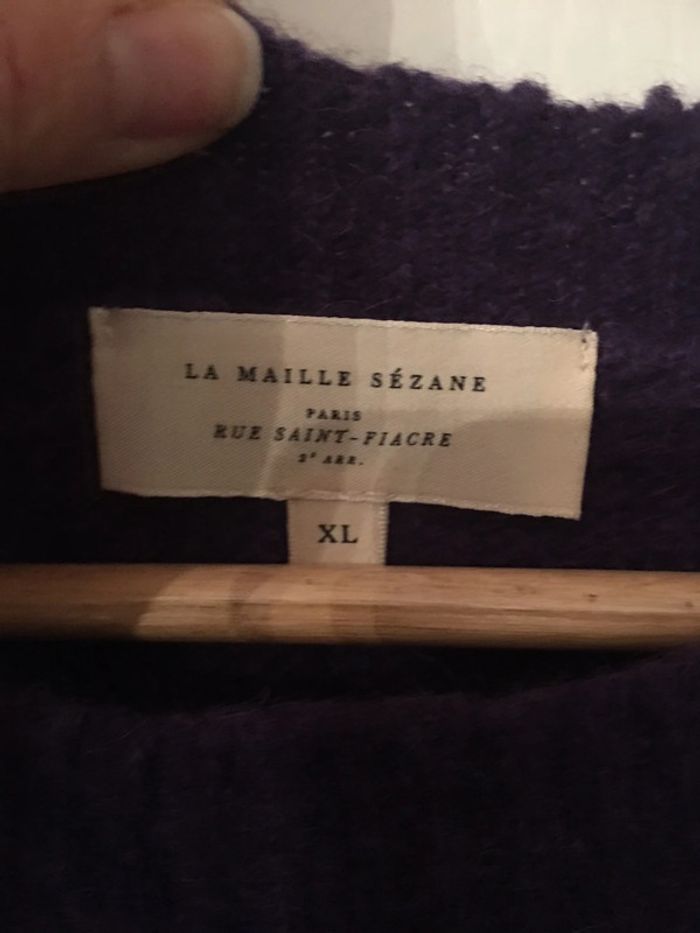 LA MAILLE SÉZANE
PARIS
RUE SAINT-FIACRE
2ᵉ ARR.
XL